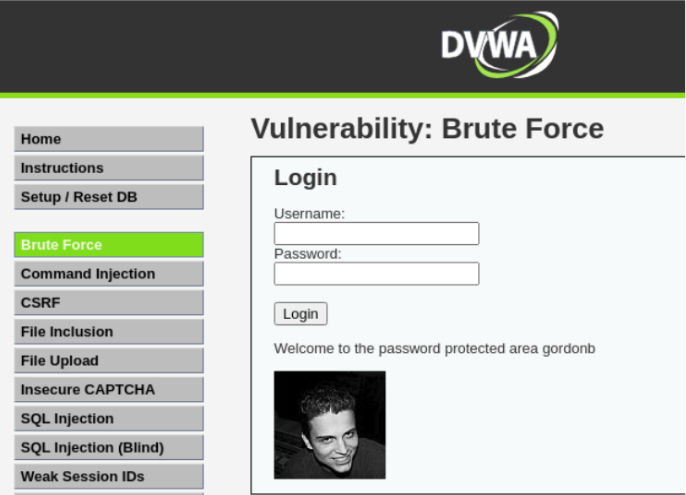 DVWA
Vulnerability: Brute Force
Home
Instructions
Setup / Reset DB
Brute Force
Command Injection
CSRF
File Inclusion
File Upload
Insecure CAPTCHA
SQL Injection
SQL Injection (Blind)
Weak Session IDs
Login
Username:
Password:
Login
Welcome to the password protected area gordonb